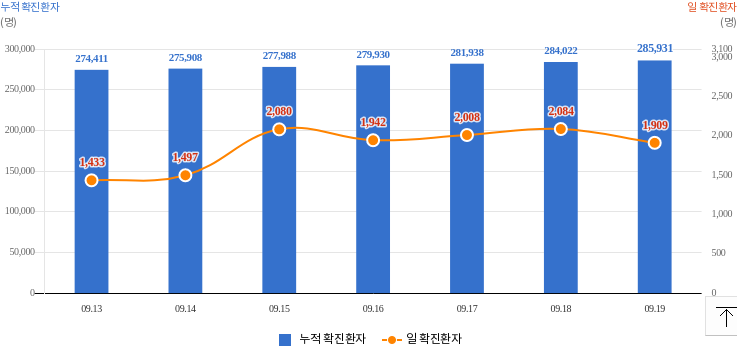 누적 확진환자 일 확진환자
(명) (명)
300,000 3,100
3,000
250,000 2,500
200,000 2,000
150,000 1,500
100,000 1,000
50,000 500
0 0
274,411 275,908 277,988 279,930 281,938 284,022 285,931
1,433 1,497 2,080 1,942 2,008 2,084 1,909
09.13 09.14 09.15 09.16 09.17 09.18 09.19
누적 확진환자 일 확진환자